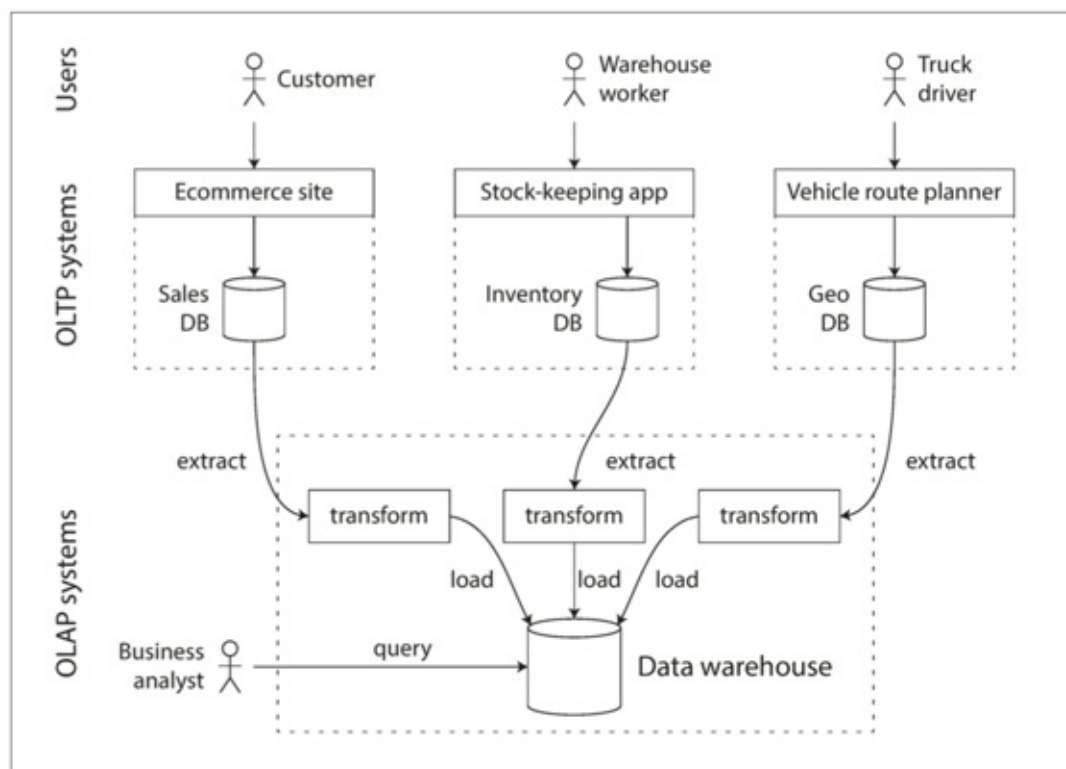 Users
Customer
Warehouse
worker
Truck
driver
OLTP systems
Ecommerce site
Stock-keeping app
Vehicle route planner
Sales
DB
Inventory
DB
Geo
DB
extract
extract
extract
OLAP systems
transform
transform
transform
load
load
load
Business
analyst
query
Data warehouse